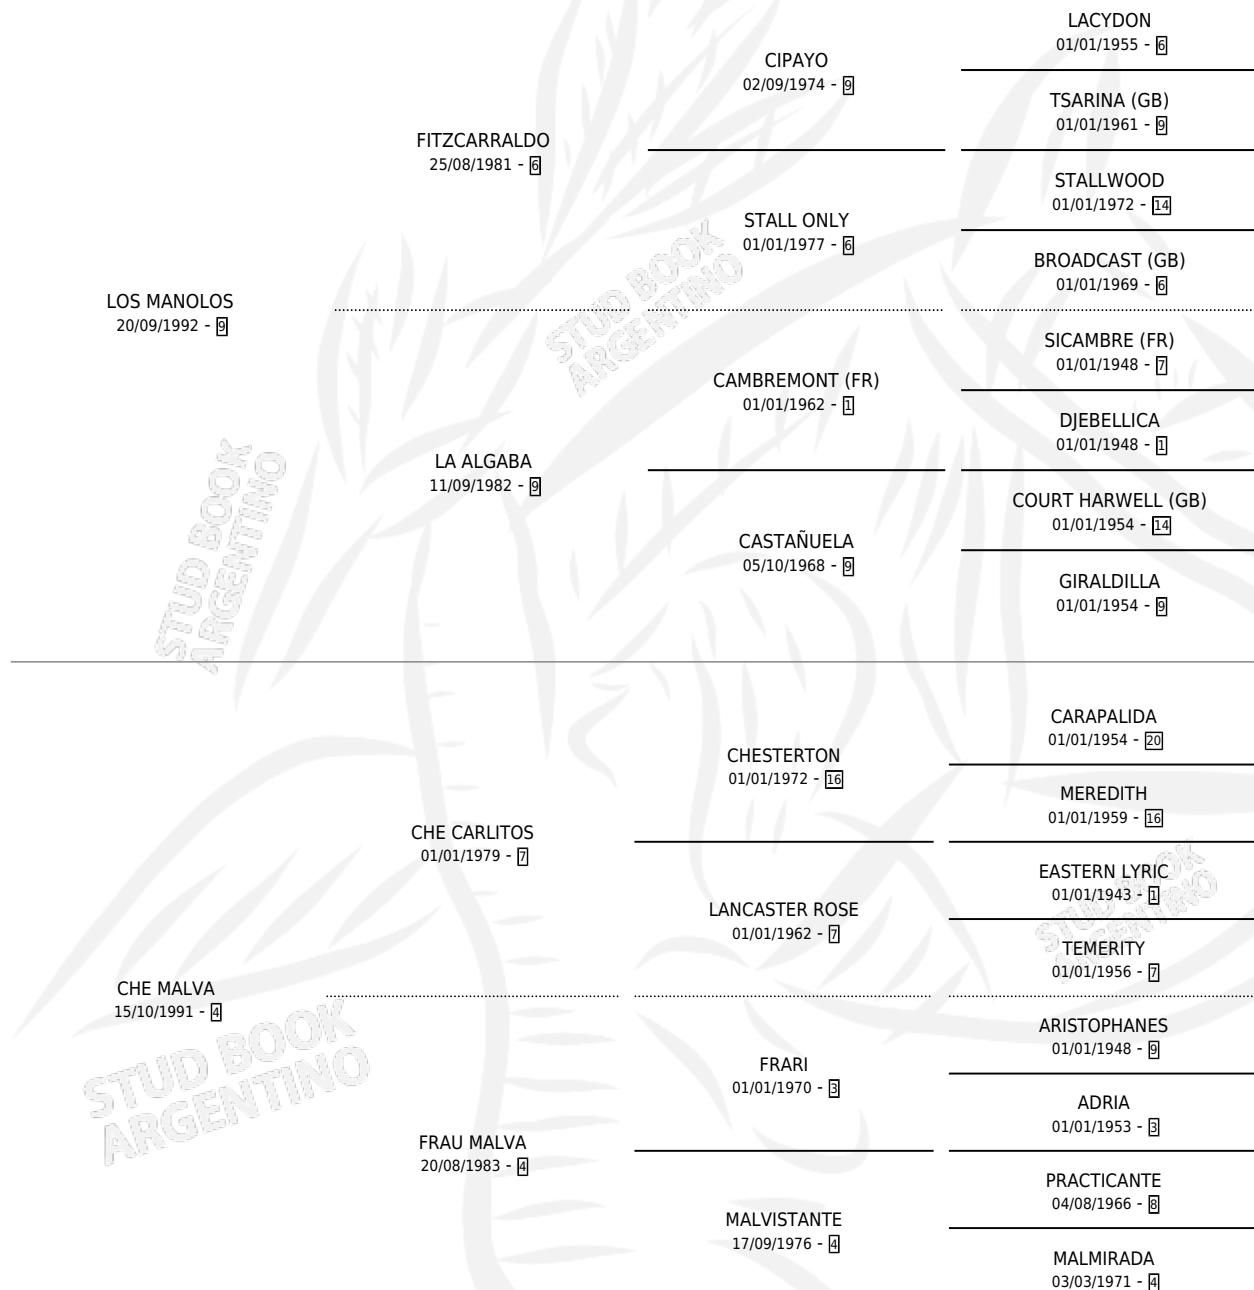 LACYDON
01/01/1955 - 6
CIPAYO
02/09/1974 - 9
TSARINA (GB)
01/01/1961 - 9
FITZCARRALDO
25/08/1981 - 6
STALLWOOD
01/01/1972 - 14
STALL ONLY
01/01/1977 - 6
BROADCAST (GB)
01/01/1969 - 6
LOS MANOLOS
20/09/1992 - 9
STUD BOOK
ARGENTINO
SICAMBRE (FR)
01/01/1948 - 7
CAMBREMONT (FR)
01/01/1962 - 1
DJEBELLICA
01/01/1948 - 1
LA ALGABA
11/09/1982 - 9
COURT HARWELL (GB)
01/01/1954 - 14
CASTAÑUELA
05/10/1968 - 9
GIRALDILLA
01/01/1954 - 9
STUD BOOK
ARGENTINO
CARAPALIDA
01/01/1954 - 20
CHESTERTON
01/01/1972 - 16
MEREDITH
01/01/1959 - 16
CHE CARLITOS
01/01/1979 - 7
EASTERN LYRIC
01/01/1943 - 1
LANCASTER ROSE
01/01/1962 - 7
STUD BOOK
ARGENTINO
TEMERITY
01/01/1956 - 7
CHE MALVA
15/10/1991 - 4
STUD BOOK
ARGENTINO
ARISTOPHANES
01/01/1948 - 9
FRARI
01/01/1970 - 3
ADRIA
01/01/1953 - 3
FRAU MALVA
20/08/1983 - 4
PRACTICANTE
04/08/1966 - 8
MALVISTANTE
17/09/1976 - 4
MALMIRADA
03/03/1971 - 4